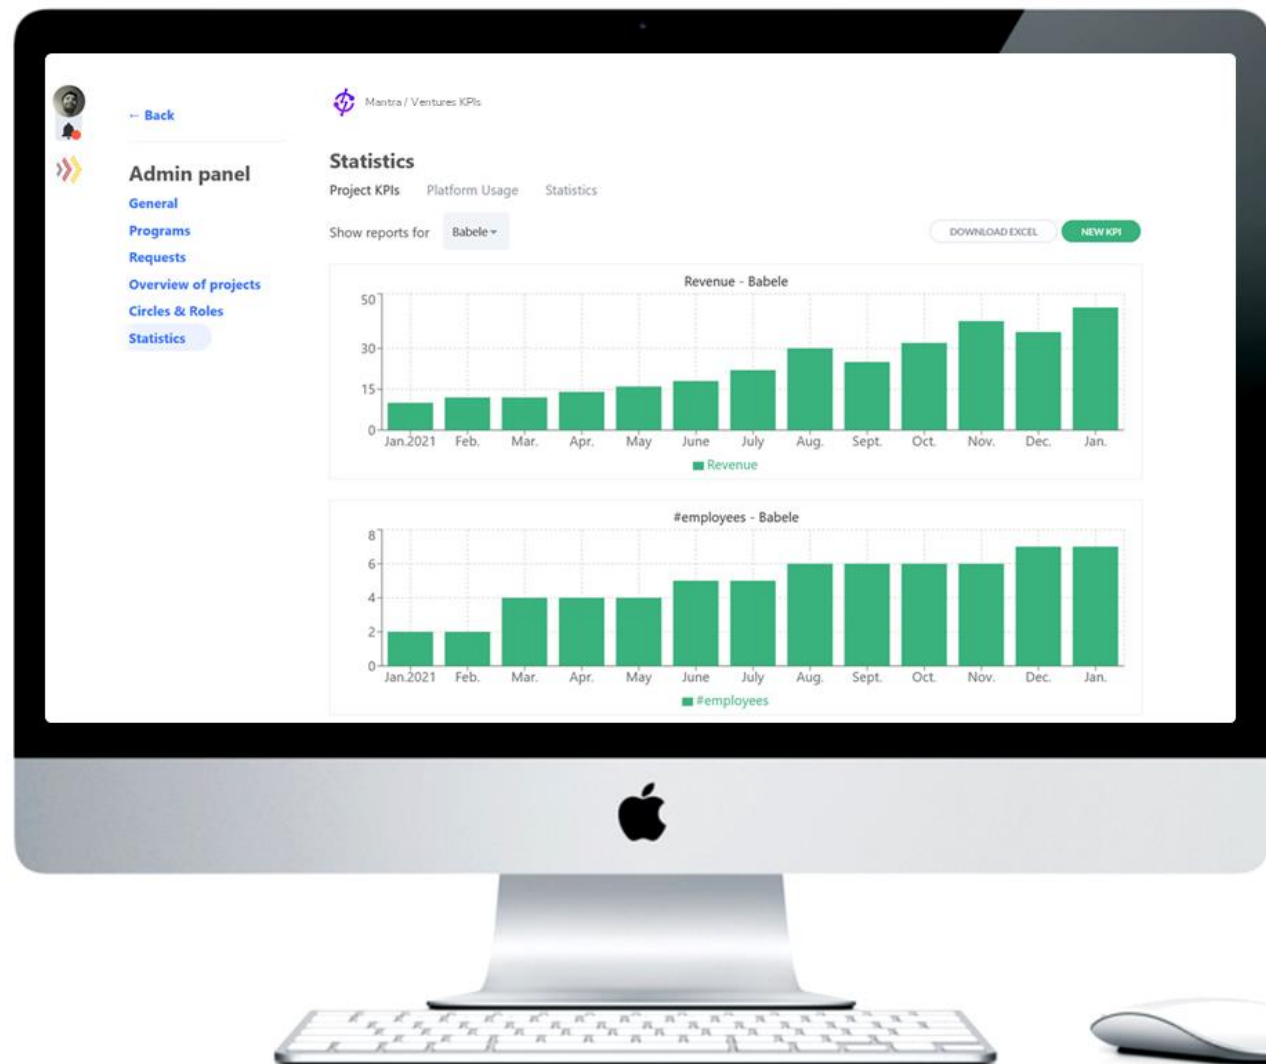 ← Back
Admin panel
General
Programs
Requests
Overview of projects
Circles & Roles
Statistics
Mantra / Ventures KPIs
Statistics
Project KPIs Platform Usage Statistics
Show reports for Babele
DOWNLOAD EXCEL NEW KPI
Revenue - Babele
50
30
15
0
Jan.2021 Feb. Mar. Apr. May June July Aug. Sept. Oct. Nov. Dec. Jan.
Revenue
#employees - Babele
8
6
4
2
0
Jan.2021 Feb. Mar. Apr. May June July Aug. Sept. Oct. Nov. Dec. Jan.
#employees